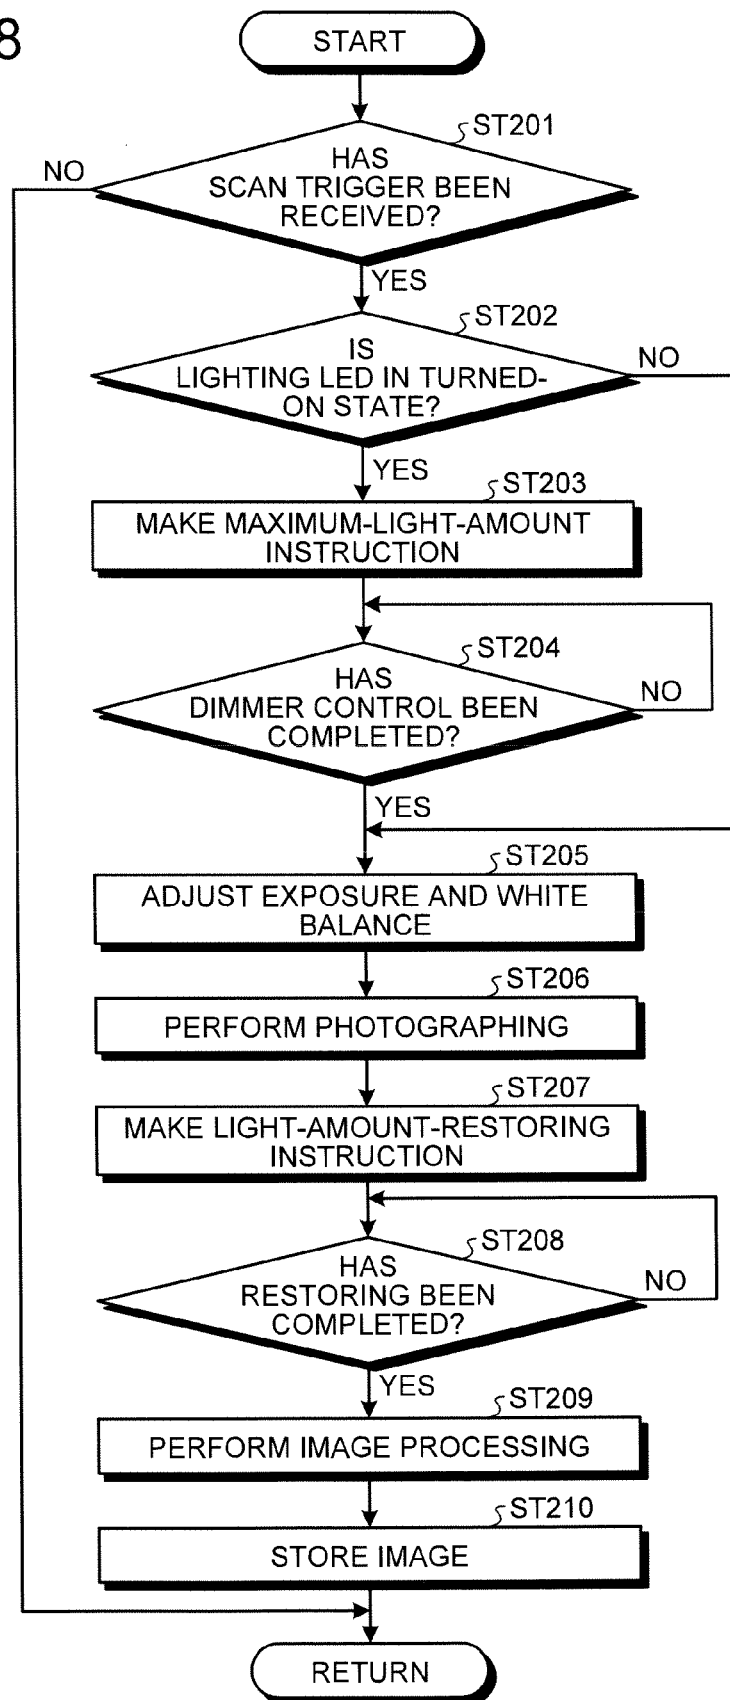 8
START
ST201
HAS
SCAN TRIGGER BEEN
RECEIVED?
NO
YES
ST202
IS
LIGHTING LED IN TURNED-
ON STATE?
NO
YES
ST203
MAKE MAXIMUM-LIGHT-AMOUNT
INSTRUCTION
ST204
HAS
DIMMER CONTROL BEEN
COMPLETED?
NO
YES
ST205
ADJUST EXPOSURE AND WHITE
BALANCE
ST206
PERFORM PHOTOGRAPHING
ST207
MAKE LIGHT-AMOUNT-RESTORING
INSTRUCTION
ST208
HAS
RESTORING BEEN
COMPLETED?
NO
YES
ST209
PERFORM IMAGE PROCESSING
ST210
STORE IMAGE
RETURN